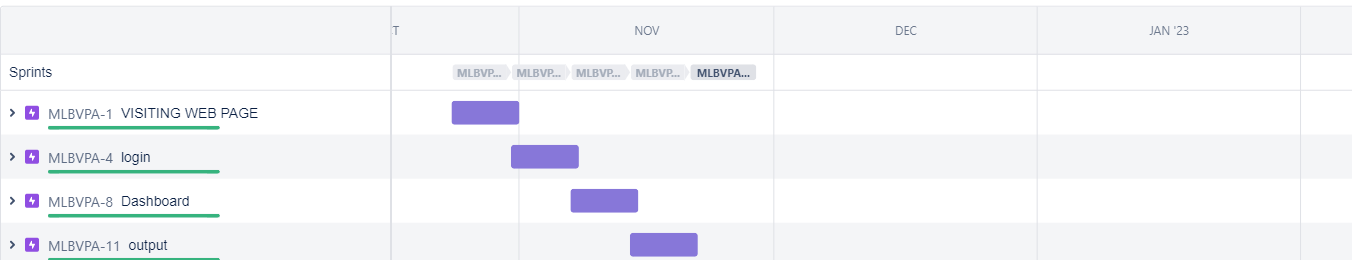 T NOV DEC JAN '23
Sprints MLBVP... MLBVP... MLBVP... MLBVP... MLBVPA...
MLBVPA-1 VISITING WEB PAGE
MLBVPA-4 login
MLBVPA-8 Dashboard
MLBVPA-11 output